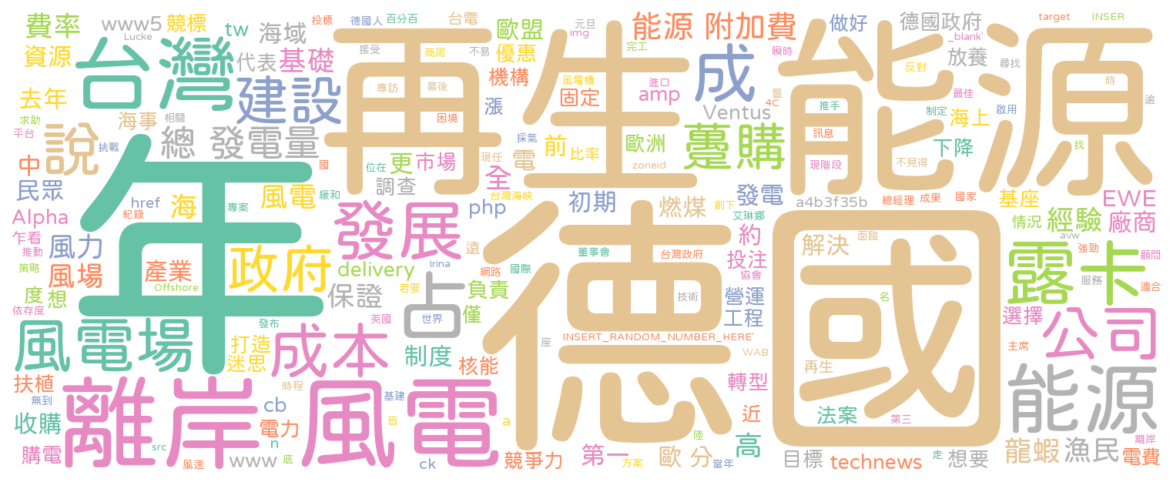 費率 www5 競標 tw 海域 再生能源 歐盟 能源 附加費 做好 德國政府 放養
資源 台灣 代表 基礎 優惠 機構 固定 成 amp Ventus
去年 建設 漲 蔓購 歐洲 海上 下降
說 海事 總 發電量 中 更 市場 調查 全 電 前 比率
民眾 年 href 海 風電 發展 php 初期 發電 燃煤 a4b3f35b 基座 EWE
Alpha 風力 風場 產業 政府 delivery 遠 約 投注 解決 情況 經驗 廠商
度 想 保證 占 負責 僅 德國 營運 工程 露卡
風電場 打造 迷思 成本 制度 核能 INSERT_RANDOM_NUMBER_HERE' WAB 選擇 公司
扶植 離岸風電 轉型 再生 能源
收購 cb 電力 近 法案 第三
購電 www n a ck 競爭力 第一 歐 分 高 目標 technews 想要 龍蝦 漁民 電費
Lucke 投標 德國人 百分百 台電 元旦 img 完工 瞬時 target _blank' INSER
求助 平台 相關 挑戰 接受 商周 不易 專訪 幕後 困境 採氣 進口 風電機 4C 反對 尋找 最佳
推手 制定 啟用 訊息 現階段 不見得 zoneid 現任 位在 國 台灣海峽 創下 艾琳娜 總經理 成果 國家
紀錄 專案 緩和 乍看 推動 策略 依存度 Offshore 發布 英國 網路 Irina 國際 若要 董事會 世界 技術 台灣政府 協會
面臨 名 avw 強勁 顧問 服務 適合 主席 座
無到 時程 基建 皆 src 風速 底 方案 當年 陸 走 離岸